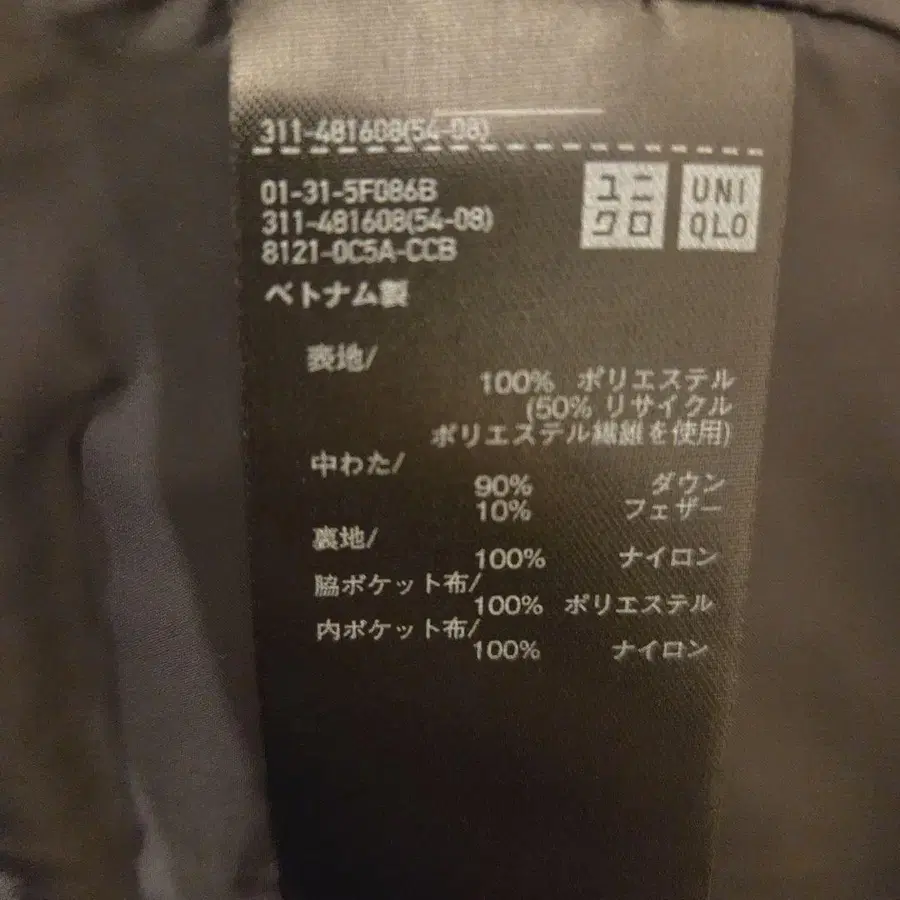 311-481608(54-08)
ユニクロ
UNIQLO
01-31-5F086B
311-481608(54-08)
8121-0C5A-CCB
ベトナム製
表地/
100% ポリエステル
(50% リサイクル
ポリエステル繊維を使用)
中わた/
90% ダウン
10% フェザー
裏地/
100% ナイロン
脇ポケット布/
100% ポリエステル
内ポケット布/
100% ナイロン